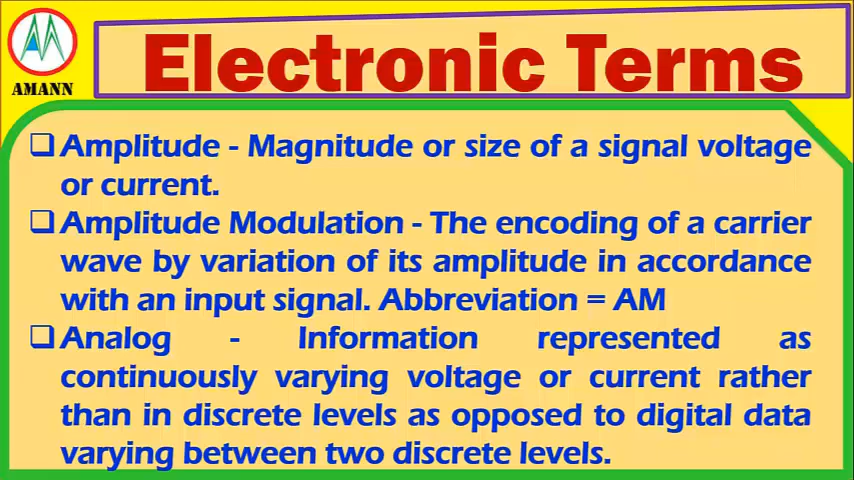 AMANN
Electronic Terms
❑ Amplitude - Magnitude or size of a signal voltage
or current.
❑ Amplitude Modulation - The encoding of a carrier
wave by variation of its amplitude in accordance
with an input signal. Abbreviation = AM
❑ Analog - Information represented as
continuously varying voltage or current rather
than in discrete levels as opposed to digital data
varying between two discrete levels.